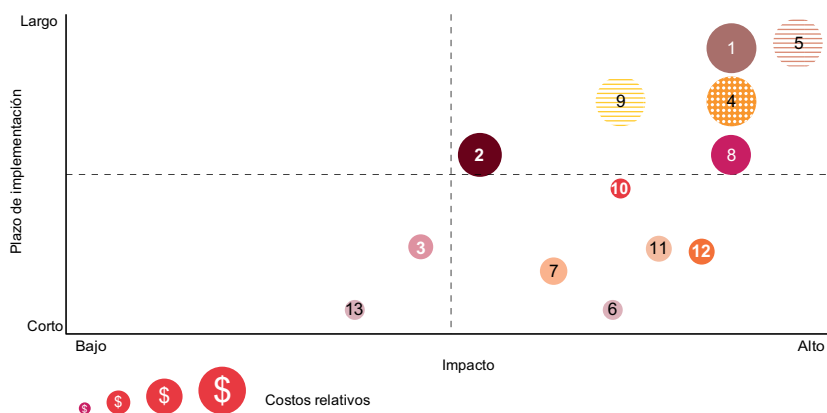 Largo
1
5
9
4
2
8
10
3
11
12
7
13
6
Plazo de implementación
Corto
Bajo
Alto
Impacto
$ $ $ $
Costos relativos